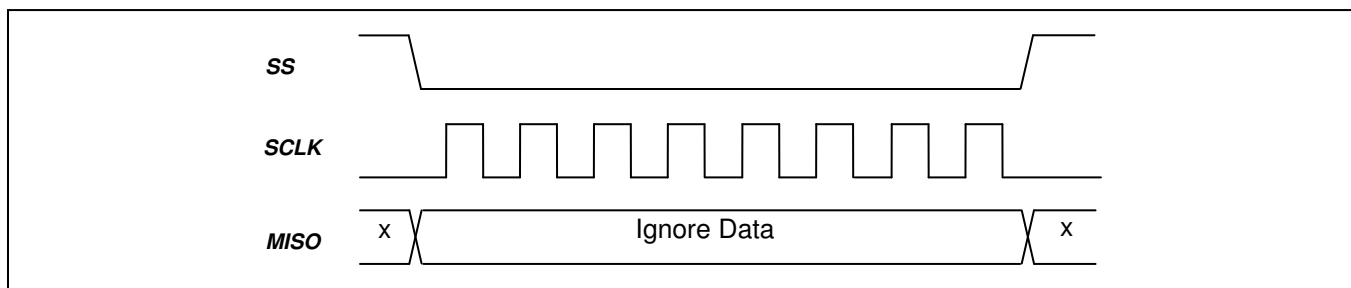 SS
SCLK
MISO
x
Ignore Data
x